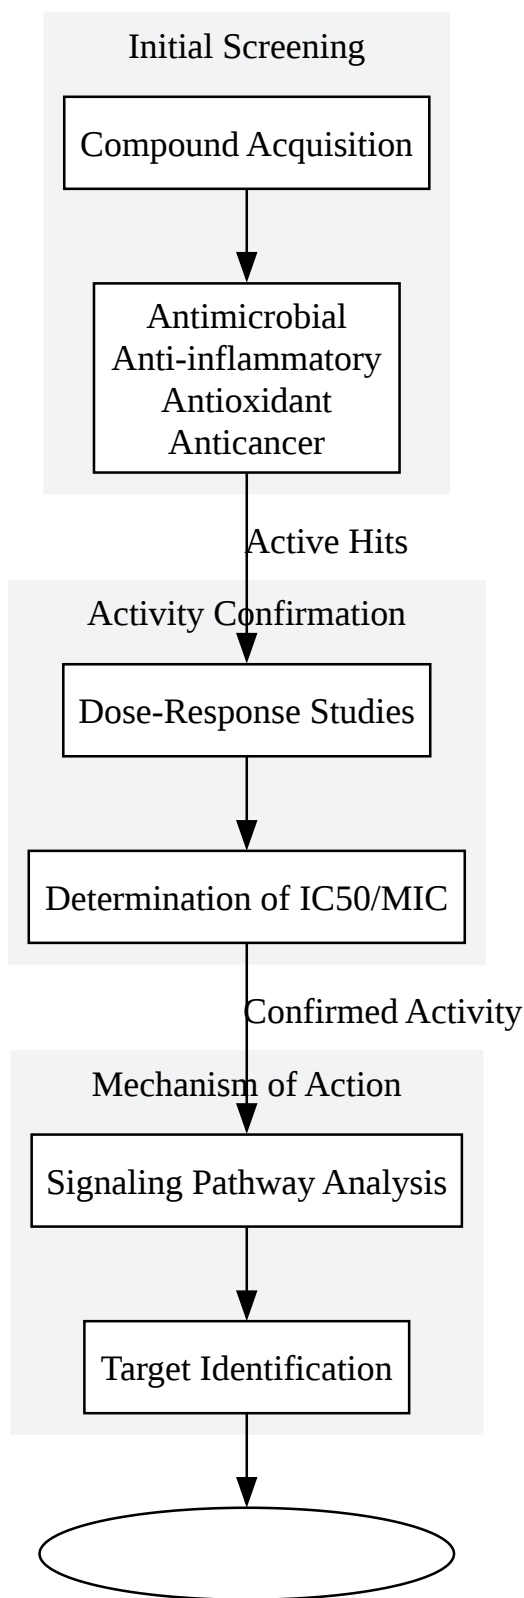 Initial Screening
Compound Acquisition
Antimicrobial
Anti-inflammatory
Antioxidant
Anticancer
Active Hits
Activity Confirmation
Dose-Response Studies
Determination of IC50/MIC
Confirmed Activity
Mechanism of Action
Signaling Pathway Analysis
Target Identification